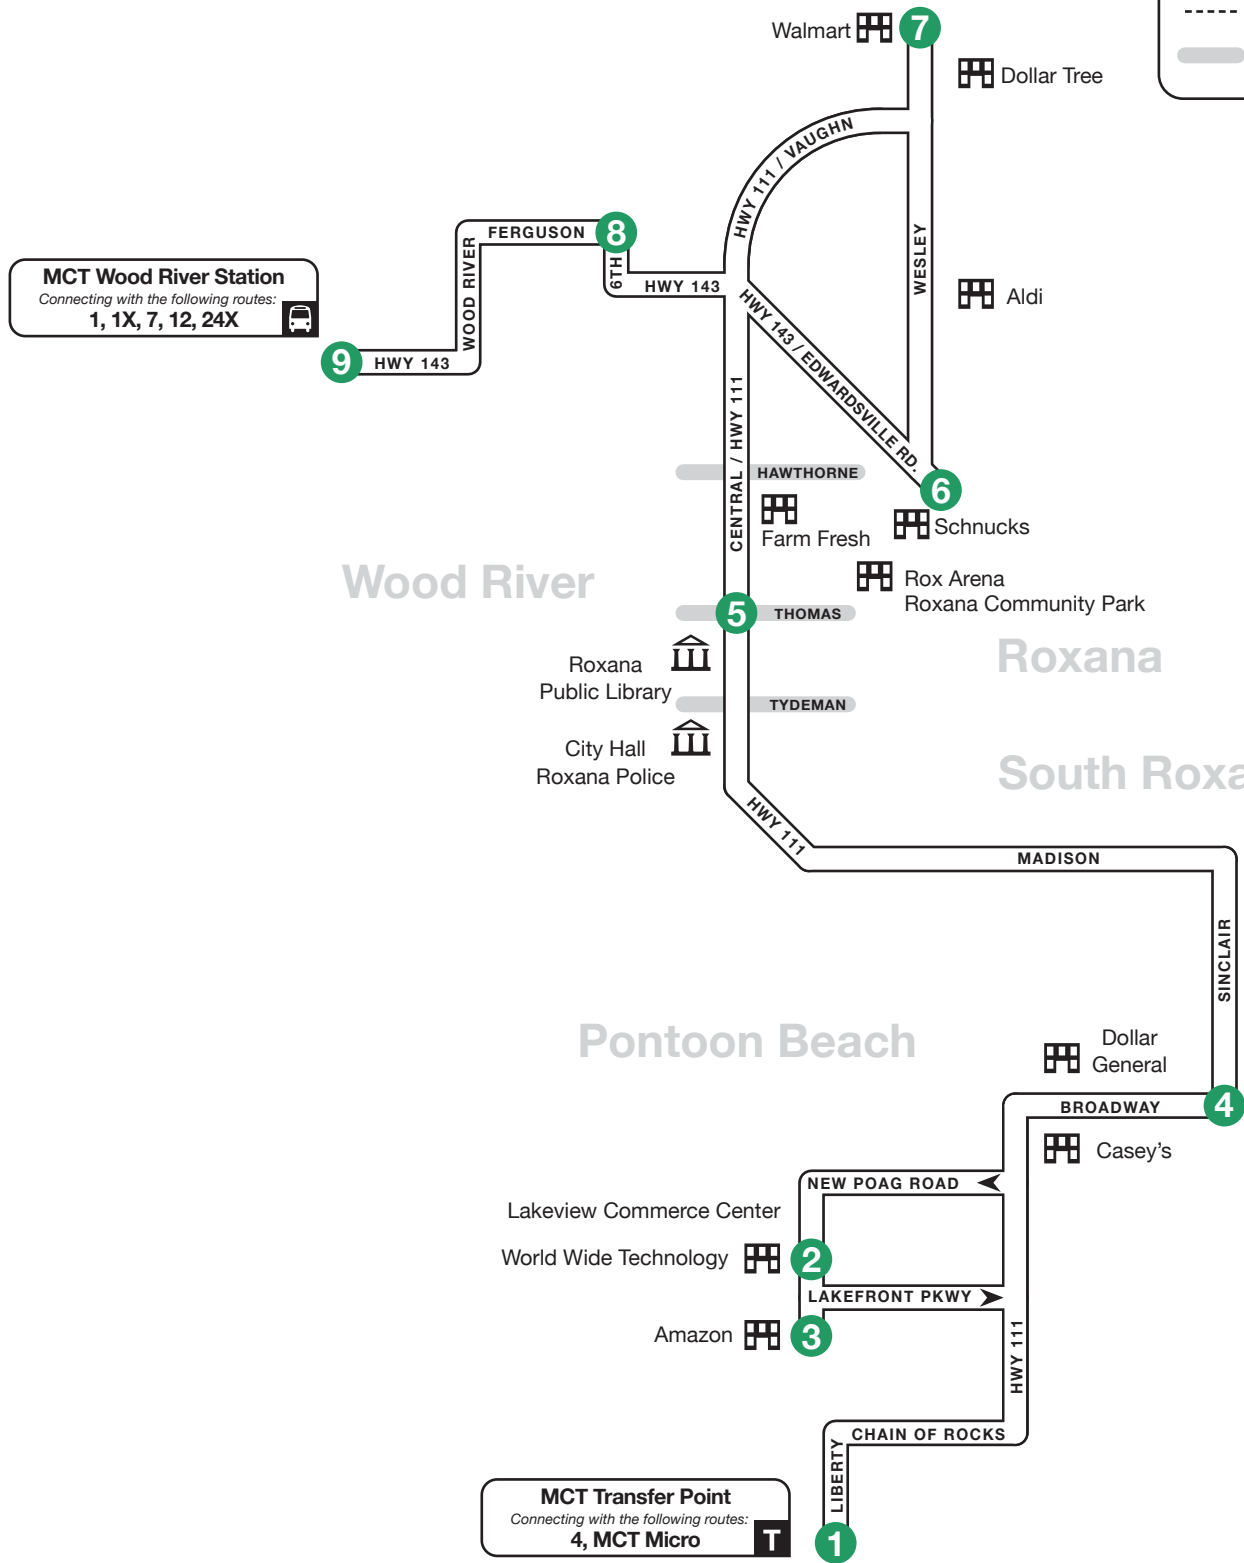 Walmart
7
Dollar Tree
HWY 111 / VAUGHN
WESLEY
FERGUSON
8
6TH
HWY 143
WOOD RIVER
MCT Wood River Station
Connecting with the following routes:
1, 1X, 7, 12, 24X
9
HWY 143
Aldi
HWY 143 / EDWARDSVILLE RD.
CENTRAL / HWY 111
HAWTHORNE
6
Farm Fresh
Schnucks
Wood River
Rox Arena
Roxana Community Park
5
THOMAS
Roxana
Roxana
Public Library
TYDEMAN
City Hall
Roxana Police
South Roxa
HWY 111
MADISON
SINCLAIR
Pontoon Beach
Dollar
General
BROADWAY
4
Casey's
NEW POAG ROAD
Lakeview Commerce Center
World Wide Technology
2
LAKEFRONT PKWY
Amazon
3
HWY 111
CHAIN OF ROCKS
LIBERTY
MCT Transfer Point
Connecting with the following routes:
4, MCT Micro
T
1